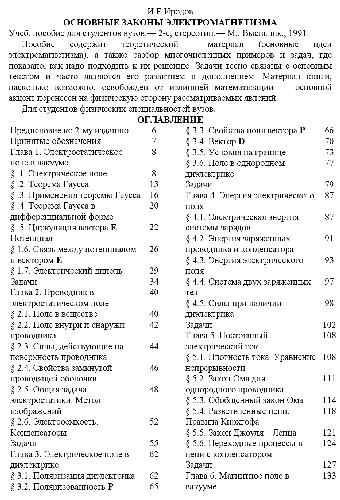 И.Е.Иродов
ОСНОВНЫЕ ЗАКОНЫ ЭЛЕКТРОМАГНЕТИЗМА
Учеб. пособие для студентов вузов.— 2-е, стереотип.— М.: Высш. шк., 1991.
Пособие содержит теоретический материал (основные идеи
электромагнетизма), а также разбор многочисленных примеров и задач, где
показано, как надо подходить к их решению. Задачи тесно связаны с основным
текстом и часто являются его развитием и дополнением. Материал книги,
насколько возможно, освобожден от излишней математизации — основной
акцент перенесен на физическую сторону рассматриваемых явлений.
Для студентов физических специальностей вузов.
ОГЛАВЛЕНИЕ
Предисловие ко 2-му изданию 6
Принятые обозначения 7
Глава 1. Электростатическое 8
поле в вакууме
§ 1. Электрическое поле 8
§ .2. Теорема Гаусса 13
§ .3. Применения теоремы Гаусса 16
§ .4. Теорема Гаусса в 20
дифференциальной форме
§ .5. Циркуляция вектора Е. 22
Потенциал
§ 1.6. Связь между потенциалом 26
и вектором Е
§ 1.7. Электрический диполь 29
Задачи 34
Глава 2. Проводник в 40
электростатическом поле
§ 2.1. Поле в веществе 40
§ 2.2. Поле внутри и снаружи 42
проводника
§ 2.3. Силы, действующие на 44
поверхность проводника
§ 2.4. Свойства замкнутой 46
проводящей оболочки
§ 2.5. Общая задача 48
электростатики. Метод
изображений
§ 2.6. Электроемкость. 52
Конденсаторы
Задачи 55
Глава 3. Электрическое поле в 62
диэлектрике
§ 3.1. Поляризация диэлектрика 62
§ 3.2. Поляризованность Р 65
§ 3.3. Свойства поля вектора Р 66
§ 3.4. Вектор D 70
§ 3.5. Условия на границе 73
§ 3.6. Поле в однородном 77
диэлектрике
Задачи 79
Глава 4. Энергия электрического 87
поля
§ 4.1. Электрическая энергия 87
системы зарядов
§ 4.2. Энергия заряженных 91
проводника и конденсатора
§ 4.3. Энергия электрического 93
поля
§ 4.4. Система двух заряженных 97
тел
§ 4.5. Силы при наличии 98
диэлектрика
Задачи 102
Глава 5. Постоянный 108
электрический ток
§ 5.1. Плотность тока. Уравнение 108
непрерывности
§ 5.2. Закон Ома для 111
однородного проводника
§ 5.3. Обобщенный закон Ома 114
§ 5.4. Разветвленные цепи. 118
Правила Кирхгофа
§ 5.5. Закон Джоуля - Ленца 121
§ 5.6. Переходные процессы в 124
цепи с конденсатором
Задачи 127
Глава 6. Магнитное поле в 133
вакууме